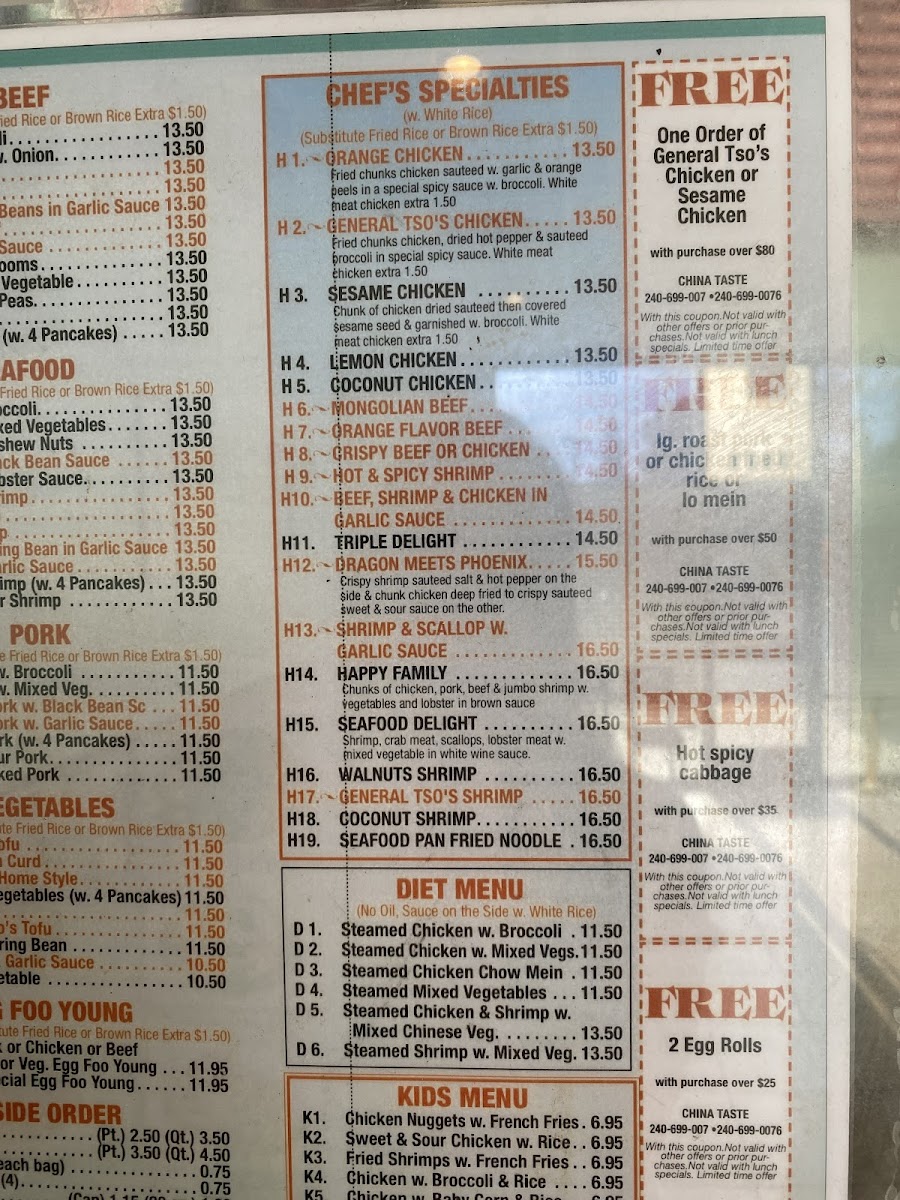 BEEF
ied Rice or Brown Rice Extra $1.50)
li. 13.50
w. Onion. 13.50
13.50
13.50
Beans in Garlic Sauce 13.50
13.50
Sauce 13.50
ooms. 13.50
Vegetable 13.50
Peas. 13.50
13.50
(w. 4 Pancakes) 13.50
AFOOD
Fried Rice or Brown Rice Extra $1.50)
occoli. 13.50
xed Vegetables 13.50
shew Nuts 13.50
ack Bean Sauce 13.50
bster Sauce. 13.50
rimp 13.50
13.50
p 13.50
ing Bean in Garlic Sauce 13.50
arlic Sauce 13.50
imp (w. 4 Pancakes) 13.50
r Shrimp 13.50
PORK
e Fried Rice or Brown Rice Extra $1.50)
w. Broccoli 11.50
w. Mixed Veg. 11.50
ork w. Black Bean Sc 11.50
ork w. Garlic Sauce 11.50
rk (w. 4 Pancakes) 11.50
ur Pork 11.50
ked Pork 11.50
EGETABLES
te Fried Rice or Brown Rice Extra $1.50)
ofu 11.50
n Curd 11.50
Home Style 11.50
egetables (w. 4 Pancakes) 11.50
11.50
o's Tofu 11.50
ring Bean 11.50
Garlic Sauce 10.50
etable 10.50
G FOO YOUNG
tute Fried Rice or Brown Rice Extra $1.50)
k or Chicken or Beef
or Veg. Egg Foo Young 11.95
cial Egg Foo Young 11.95
SIDE ORDER
(Pt.) 2.50 (Qt.) 3.50
(Pt.) 3.50 (Qt.) 4.50
each bag) 0.75
(4) 0.75
CHEF'S SPECIALTIES
(w. White Rice)
(Substitute Fried Rice or Brown Rice Extra $1.50)
H 1. ORANGE CHICKEN 13.50
Fried chunks chicken sauteed w. garlic & orange
peels in a special spicy sauce w. broccoli. White
meat chicken extra 1.50
H 2. GENERAL TSO'S CHICKEN 13.50
Fried chunks chicken, dried hot pepper & sauteed
broccoli in special spicy sauce. White meat
chicken extra 1.50
H 3. SESAME CHICKEN 13.50
Chunk of chicken dried sauteed then covered
sesame seed & garnished w. broccoli. White
meat chicken extra 1.50
H 4. LEMON CHICKEN 13.50
H 5. COCONUT CHICKEN 13.50
H 6. MONGOLIAN BEEF 14.50
H 7. ORANGE FLAVOR BEEF 14.50
H 8. CRISPY BEEF OR CHICKEN 14.50
H 9. HOT & SPICY SHRIMP 14.50
H10. BEEF, SHRIMP & CHICKEN IN
GARLIC SAUCE 14.50
H11. TRIPLE DELIGHT 14.50
H12. DRAGON MEETS PHOENIX 15.50
Crispy shrimp sauteed salt & hot pepper on the
side & chunk chicken deep fried to crispy sauteed
sweet & sour sauce on the other.
H13. SHRIMP & SCALLOP W.
GARLIC SAUCE 16.50
H14. HAPPY FAMILY 16.50
Chunks of chicken, pork, beef & jumbo shrimp w.
vegetables and lobster in brown sauce
H15. SEAFOOD DELIGHT 16.50
Shrimp, crab meat, scallops, lobster meat w.
mixed vegetable in white wine sauce.
H16. WALNUTS SHRIMP 16.50
H17. GENERAL TSO'S SHRIMP 16.50
H18. COCONUT SHRIMP 16.50
H19. SEAFOOD PAN FRIED NOODLE 16.50
DIET MENU
(No Oil, Sauce on the Side w. White Rice)
D 1. Steamed Chicken w. Broccoli 11.50
D 2. Steamed Chicken w. Mixed Vegs. 11.50
D 3. Steamed Chicken Chow Mein 11.50
D 4. Steamed Mixed Vegetables 11.50
D 5. Steamed Chicken & Shrimp w.
Mixed Chinese Veg. 13.50
D 6. Steamed Shrimp w. Mixed Veg. 13.50
KIDS MENU
K1. Chicken Nuggets w. French Fries 6.95
K2. Sweet & Sour Chicken w. Rice 6.95
K3. Fried Shrimps w. French Fries 6.95
K4. Chicken w. Broccoli & Rice 6.95
K5 Chicken w. Baby Corn & Rice 6.95
FREE
One Order of
General Tso's
Chicken or
Sesame
Chicken
with purchase over $80
CHINA TASTE
240-699-007 •240-699-0076
With this coupon.Not valid with
other offers or prior pur-
chases.Not valid with lunch
specials. Limited time offer
FREE
lg. roast pork
or chicken fried
rice or
lo mein
with purchase over $50
CHINA TASTE
240-699-007 •240-699-0076
With this coupon.Not valid with
other offers or prior pur-
chases.Not valid with lunch
specials. Limited time offer
FREE
Hot spicy
cabbage
with purchase over $35
CHINA TASTE
240-699-007 •240-699-0076
With this coupon.Not valid with
other offers or prior pur-
chases.Not valid with lunch
specials. Limited time offer
FREE
2 Egg Rolls
with purchase over $25
CHINA TASTE
240-699-007 •240-699-0076
With this coupon.Not valid with
other offers or prior pur-
chases.Not valid with lunch
specials. Limited time offer